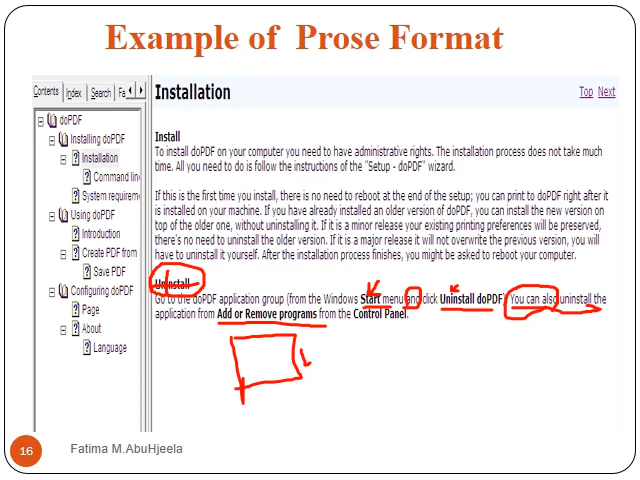 Example of Prose Format
Contents Index Search Fa
Installation
Top Next
doPDF
Installing doPDF
Installation
Command lin
System requireme
Using doPDF
Introduction
Create PDF from
Save PDF
Configuring doPDF
Page
About
Language
Install
To install doPDF on your computer you need to have administrative rights. The installation process does not take much
time. All you need to do is follow the instructions of the "Setup - doPDF" wizard.
If this is the first time you install, there is no need to reboot at the end of the setup; you can print to doPDF right after it
is installed on your machine. If you have already installed an older version of doPDF, you can install the new version on
top of the older one, without uninstalling it. If it is a minor release your existing printing preferences will be preserved,
there's no need to uninstall the older version. If it is a major release it will not overwrite the previous version, you will
have to uninstall it yourself. After the installation process finishes, you might be asked to reboot your computer.
Uninstall
Go to the doPDF application group (from the Windows Start menu and click Uninstall doPDF. You can also uninstall the
application from Add or Remove programs from the Control Panel.
16
Fatima M.AbuHjeela